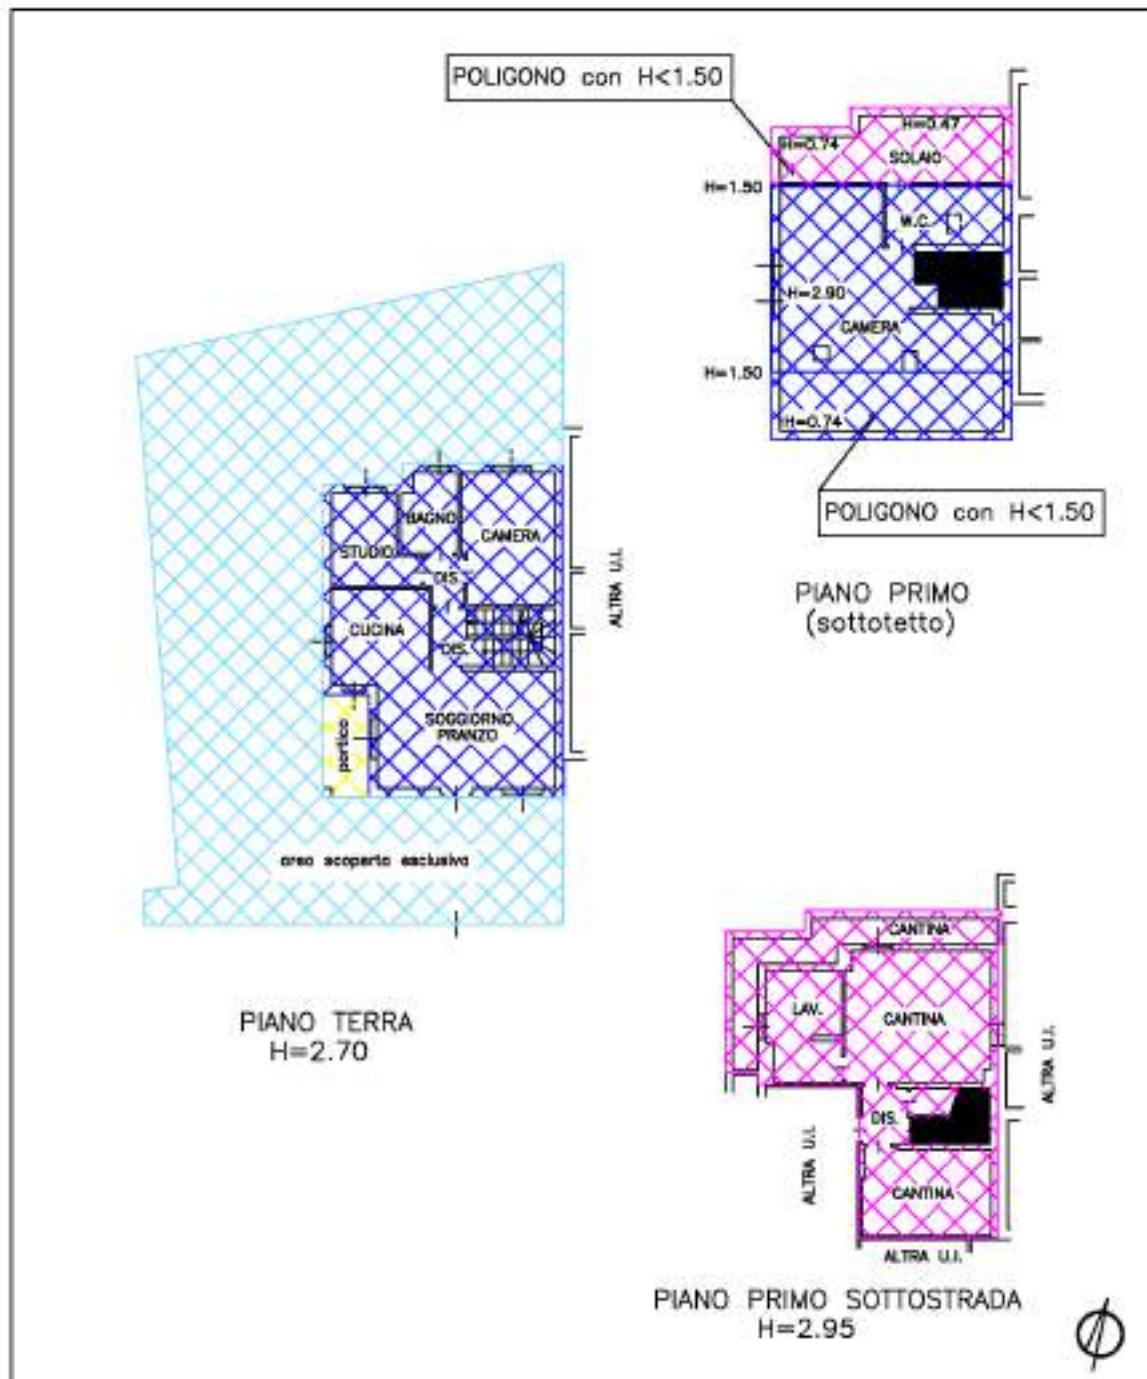 POLIGONO con H<1.50
H=0.47
H=0.74
SOLAIO
H=1.50
W.C.
H=2.90
CAMERA
H=1.50
H=0.74
POLIGONO con H<1.50
PIANO PRIMO
(sottotetto)
BAGNO
CAMERA
STUDIO
DIS.
ALTRA U.I.
CUCINA
DIS.
SOGGIORNO
PRANZO
portico
area scoperta esclusiva
PIANO TERRA
H=2.70
CANTINA
LAV.
CANTINA
ALTRA U.I.
DIS.
ALTRA U.I.
CANTINA
ALTRA U.I.
PIANO PRIMO SOTTOSTRADA
H=2.95